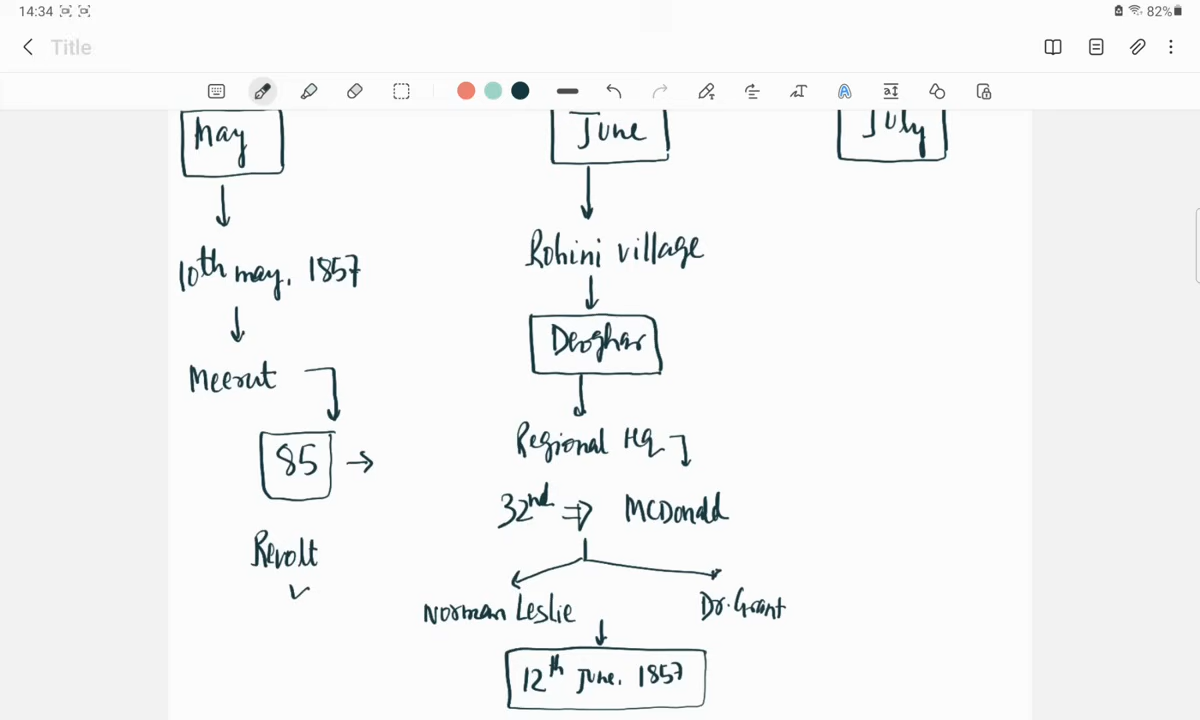 14:34
82%
Title
May
June
July
10th may. 1857
Rohini village
Meerut
Deoghar
85
Regional HQ
32nd ⇒ McDonald
Revolt
Norman Leslie
Dr. Grant
12th June. 1857